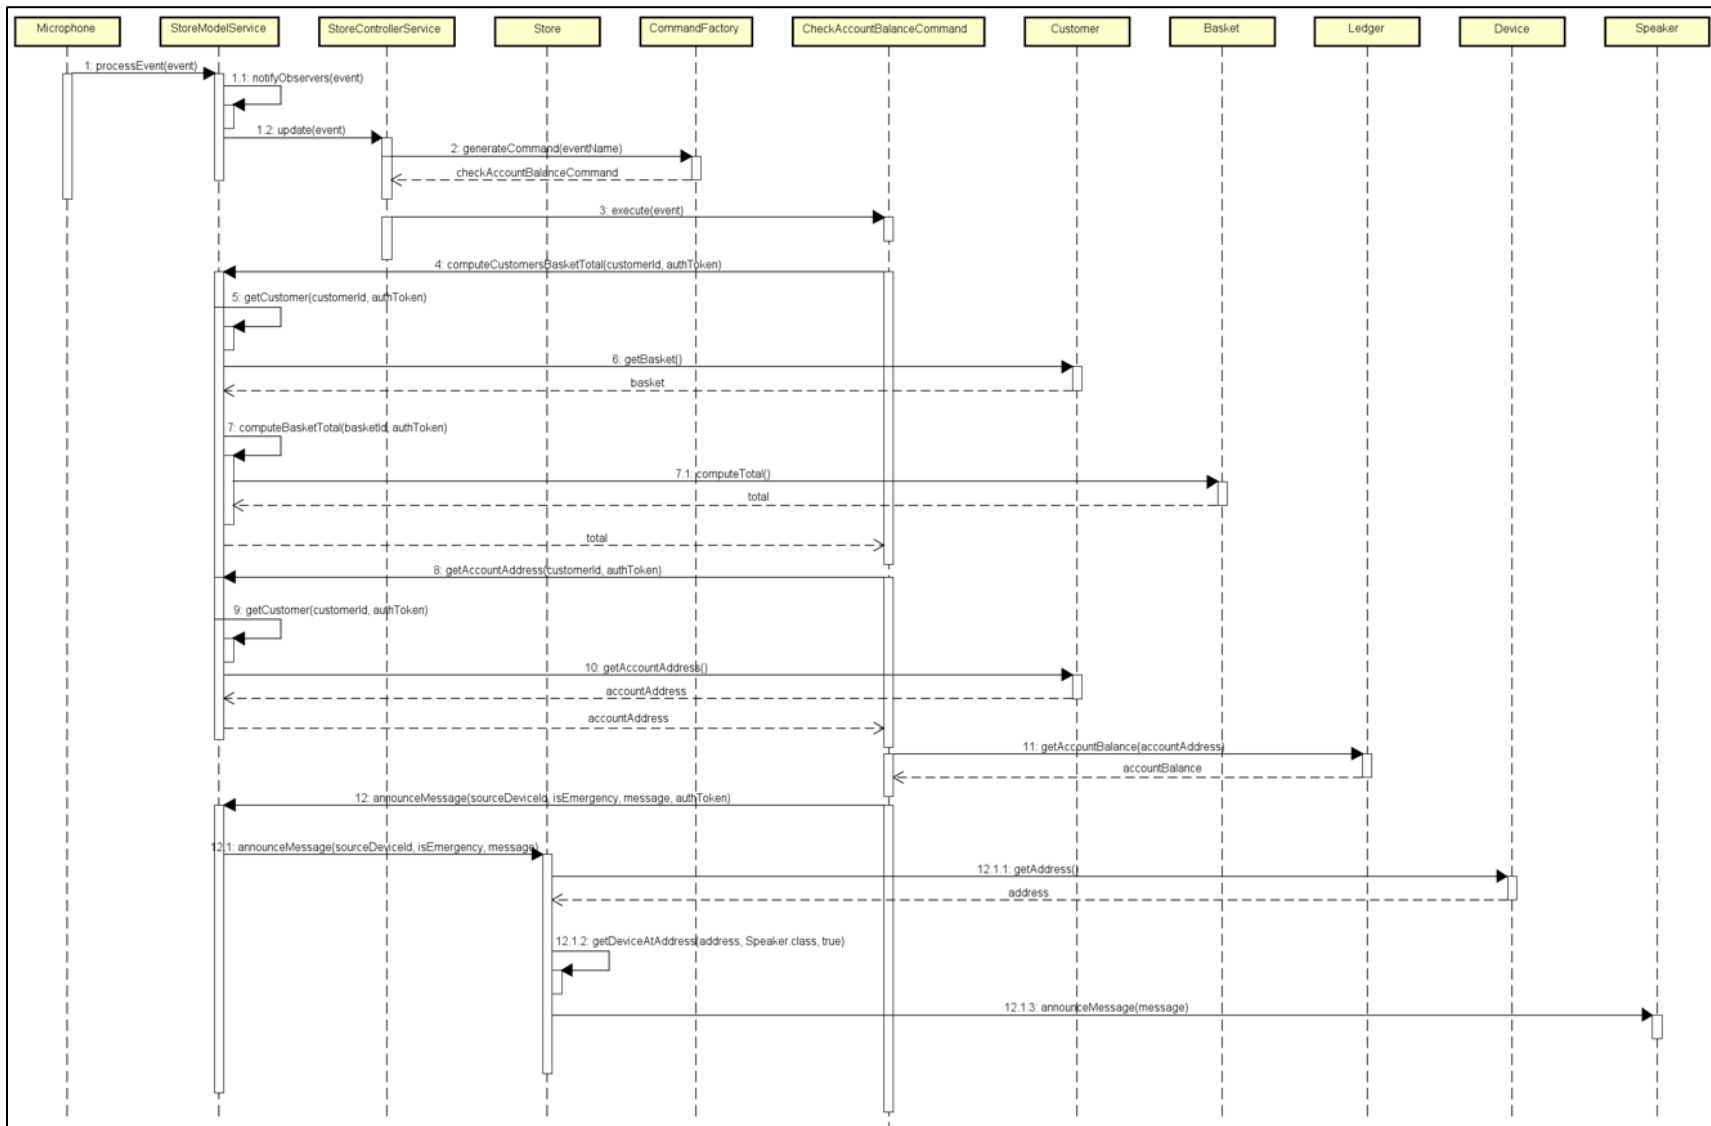 Microphone
StoreModelService
StoreControllerService
Store
CommandFactory
CheckAccountBalanceCommand
Customer
Basket
Ledger
Device
Speaker
1: processEvent(event)
1.1: notifyObservers(event)
1.2: update(event)
2: generateCommand(eventName)
checkAccountBalanceCommand
3: execute(event)
4: computeCustomersBasketTotal(customerId, authToken)
5: getCustomer(customerId, authToken)
6: getBasket()
basket
7: computeBasketTotal(basketId, authToken)
7.1: computeTotal()
total
total
8: getAccountAddress(customerId, authToken)
9: getCustomer(customerId, authToken)
10: getAccountAddress()
accountAddress
accountAddress
11: getAccountBalance(accountAddress)
accountBalance
12: announceMessage(sourceDeviceId, isEmergency, message, authToken)
12.1: announceMessage(sourceDeviceId, isEmergency, message)
12.1.1: getAddress()
address
12.1.2: getDeviceAtAddress(address, Speaker.class, true)
12.1.3: announceMessage(message)